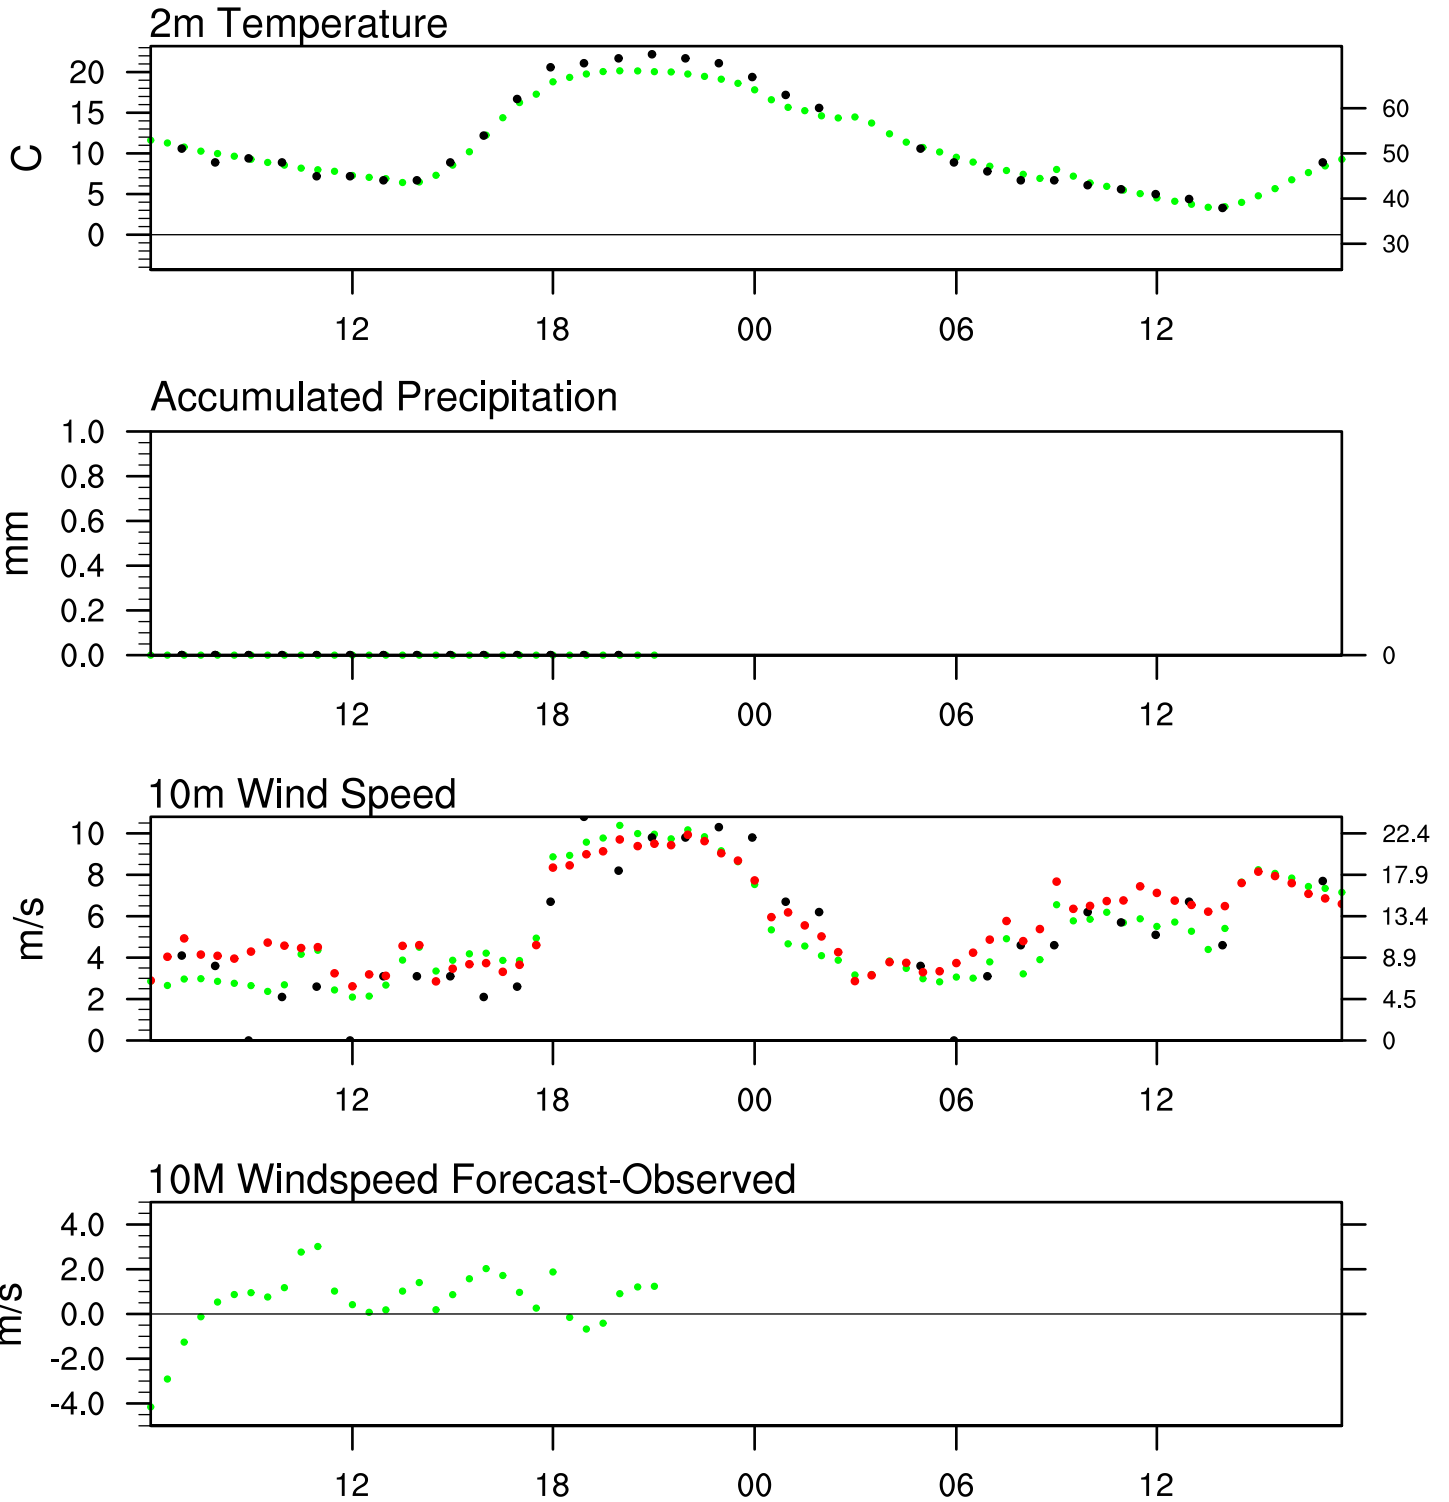 2m Temperature
20
15
10
5
0
C
60
50
40
30
12 18 00 06 12
Accumulated Precipitation
1.0
0.8
0.6
0.4
0.2
0.0
mm
0
12 18 00 06 12
10m Wind Speed
10
8
6
4
2
0
m/s
22.4
17.9
13.4
8.9
4.5
0
12 18 00 06 12
10M Windspeed Forecast-Observed
4.0
2.0
0.0
-2.0
-4.0
m/s
12 18 00 06 12